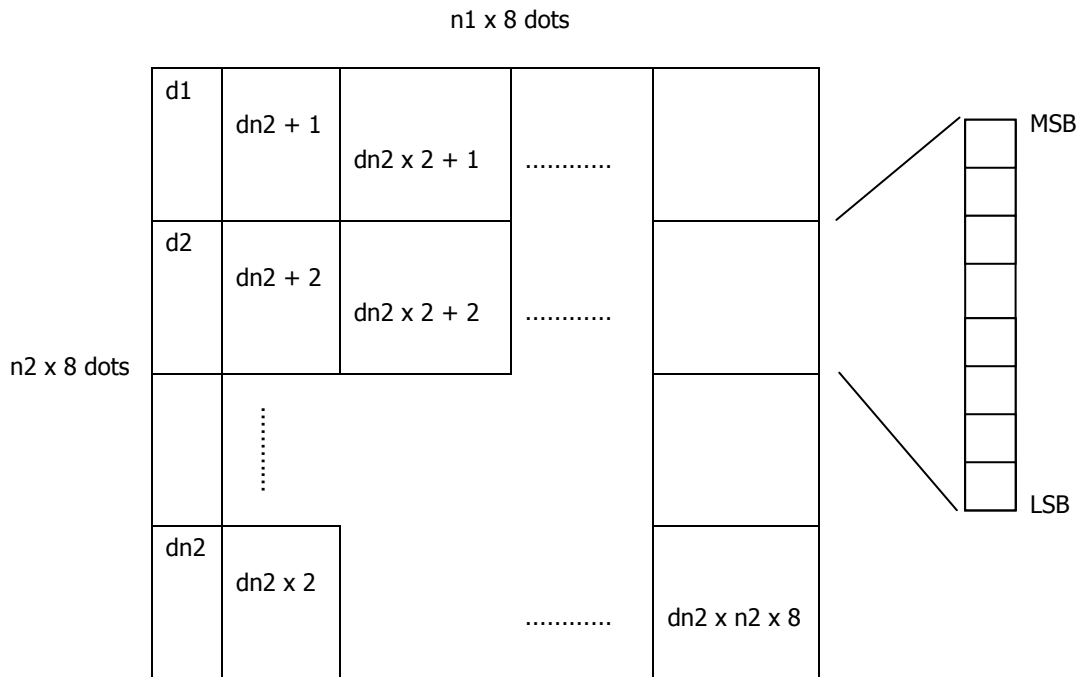 n1 x 8 dots
d1
dn2 + 1
dn2 x 2 + 1
............
MSB
d2
dn2 + 2
dn2 x 2 + 2
............
n2 x 8 dots
LSB
dn2
dn2 x 2
............
dn2 x n2 x 8